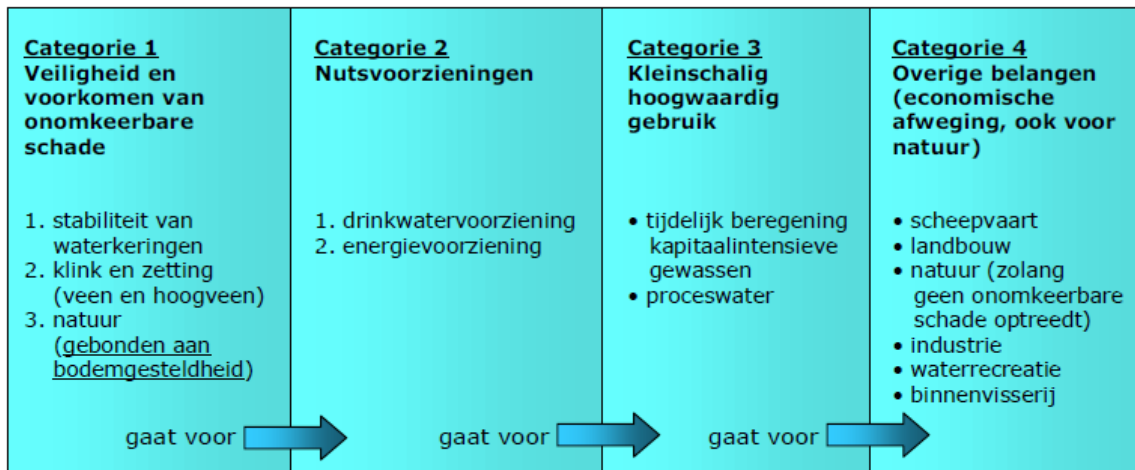 Categorie 1
Veiligheid en
voorkomen van
onomkeerbare
schade
1. stabiliteit van
waterkeringen
2. klink en zetting
(veen en hoogveen)
3. natuur
(gebonden aan
bodemgesteldheid)
gaat voor
Categorie 2
Nutsvoorzieningen
1. drinkwatervoorziening
2. energievoorziening
gaat voor
Categorie 3
Kleinschalig
hoogwaardig
gebruik
• tijdelijk beregening
kapitaalintensieve
gewassen
• proceswater
gaat voor
Categorie 4
Overige belangen
(economische
afweging, ook voor
natuur)
• scheepvaart
• landbouw
• natuur (zolang
geen onomkeerbare
schade optreedt)
• industrie
• waterrecreatie
• binnenvisserij